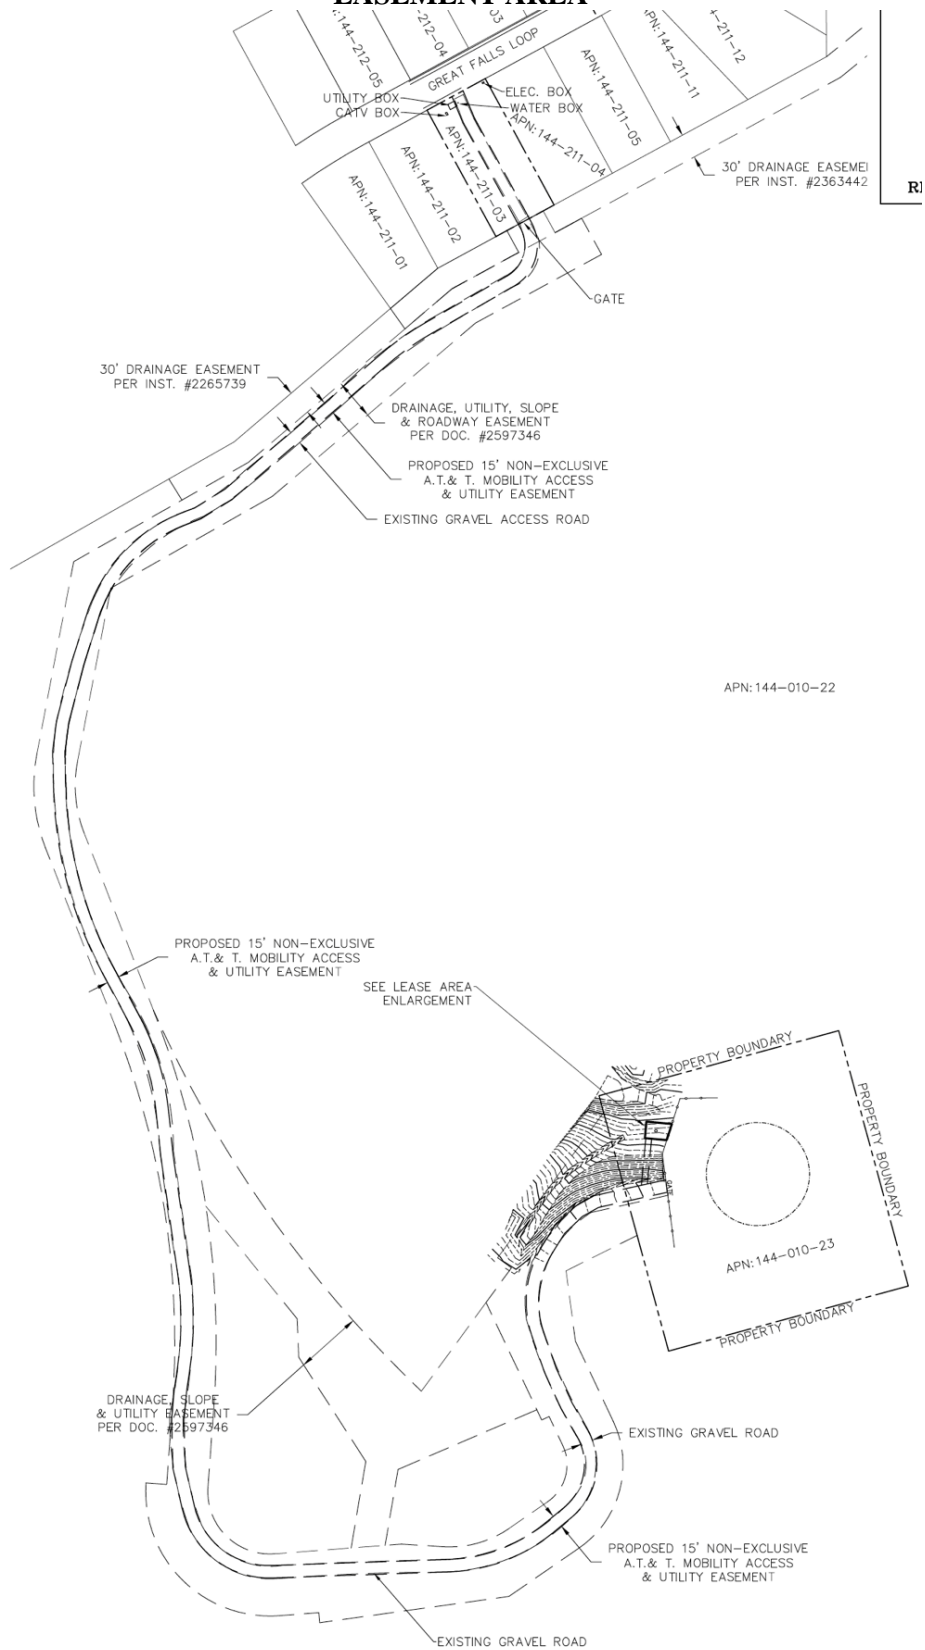 EASEMENT AREA
144-212-05
212-04
03
GREAT FALLS LOOP
APN:144-211-05
APN:144-211-11
144-211-12
UTILITY BOX
CATV BOX
ELEC. BOX
WATER BOX
APN:144-211-04
APN:144-211-03
APN:144-211-02
APN:144-211-01
30' DRAINAGE EASEME
PER INST. #2363442
GATE
30' DRAINAGE EASEMENT
PER INST. #2265739
DRAINAGE, UTILITY, SLOPE
& ROADWAY EASEMENT
PER DOC. #2597346
PROPOSED 15' NON-EXCLUSIVE
A.T.& T. MOBILITY ACCESS
& UTILITY EASEMENT
EXISTING GRAVEL ACCESS ROAD
APN:144-010-22
PROPOSED 15' NON-EXCLUSIVE
A.T.& T. MOBILITY ACCESS
& UTILITY EASEMENT
SEE LEASE AREA
ENLARGEMENT
PROPERTY BOUNDARY
PROPERTY BOUNDARY
GATE
APN:144-010-23
PROPERTY BOUNDARY
DRAINAGE, SLOPE
& UTILITY EASEMENT
PER DOC. #2597346
EXISTING GRAVEL ROAD
PROPOSED 15' NON-EXCLUSIVE
A.T.& T. MOBILITY ACCESS
& UTILITY EASEMENT
EXISTING GRAVEL ROAD